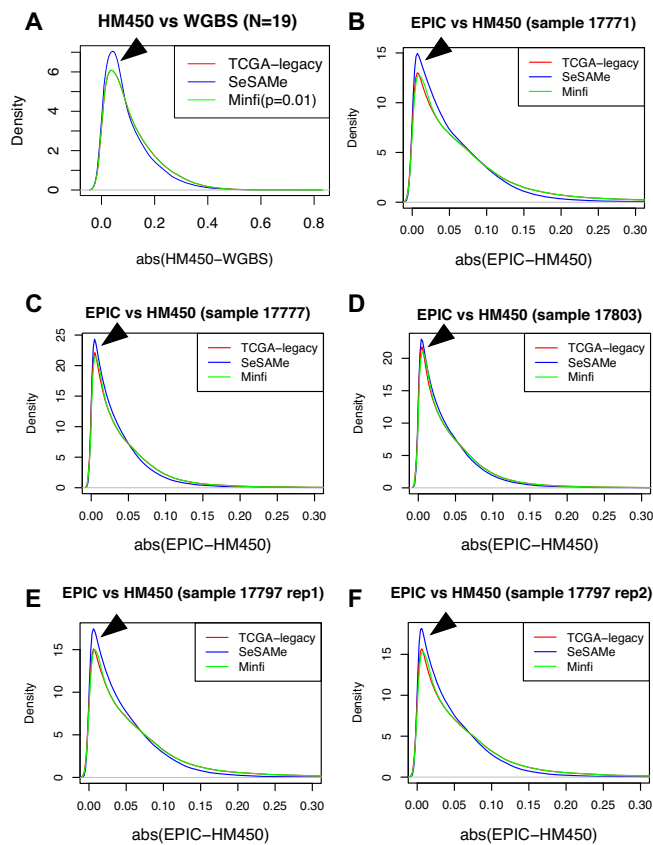 A
HM450 vs WGBS (N=19)
Density
0 1 2 3 4 5 6 7
TCGA−legacy
SeSAMe
Minfi(p=0.01)
0.0 0.2 0.4 0.6 0.8
abs(HM450−WGBS)
B
EPIC vs HM450 (sample 17771)
Density
0 5 10 15
TCGA−legacy
SeSAMe
Minfi
0.00 0.05 0.10 0.15 0.20 0.25 0.30
abs(EPIC−HM450)
C
EPIC vs HM450 (sample 17777)
Density
0 5 10 15 20 25
TCGA−legacy
SeSAMe
Minfi
0.00 0.05 0.10 0.15 0.20 0.25 0.30
abs(EPIC−HM450)
D
EPIC vs HM450 (sample 17803)
Density
0 5 10 15 20
TCGA−legacy
SeSAMe
Minfi
0.00 0.05 0.10 0.15 0.20 0.25 0.30
abs(EPIC−HM450)
E
EPIC vs HM450 (sample 17797 rep1)
Density
0 5 10 15
TCGA−legacy
SeSAMe
Minfi
0.00 0.05 0.10 0.15 0.20 0.25 0.30
abs(EPIC−HM450)
F
EPIC vs HM450 (sample 17797 rep2)
Density
0 5 10 15
TCGA−legacy
SeSAMe
Minfi
0.00 0.05 0.10 0.15 0.20 0.25 0.30
abs(EPIC−HM450)